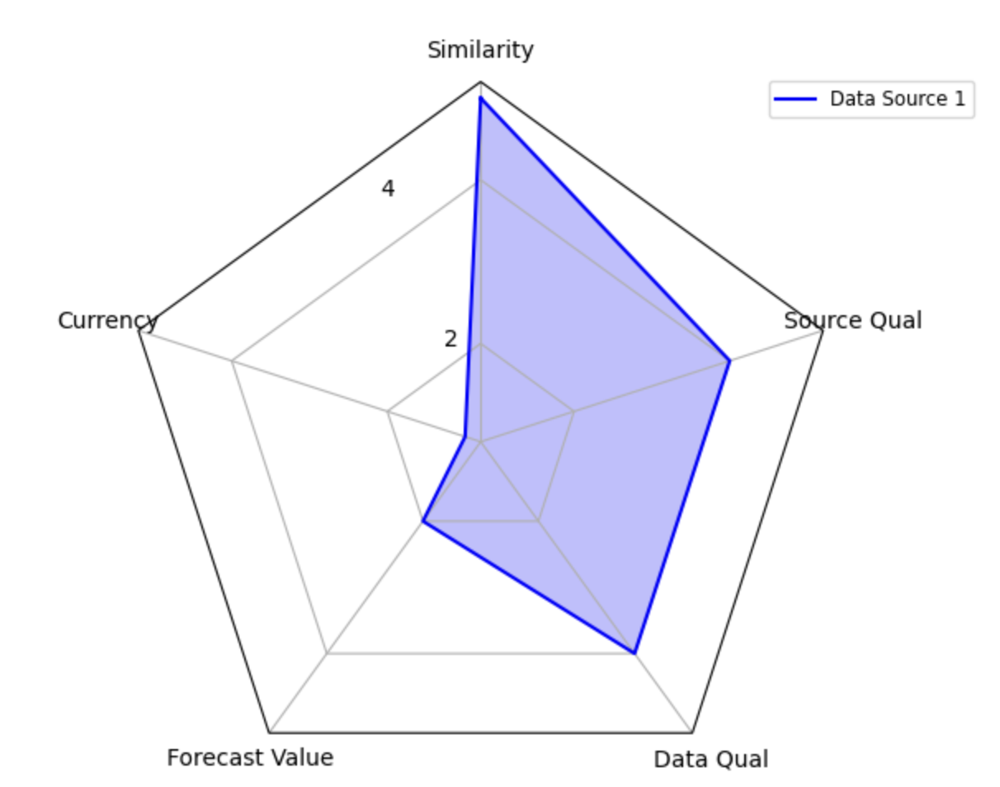 Similarity
Data Source 1
4
Currency
Source Qual
2
Forecast Value
Data Qual